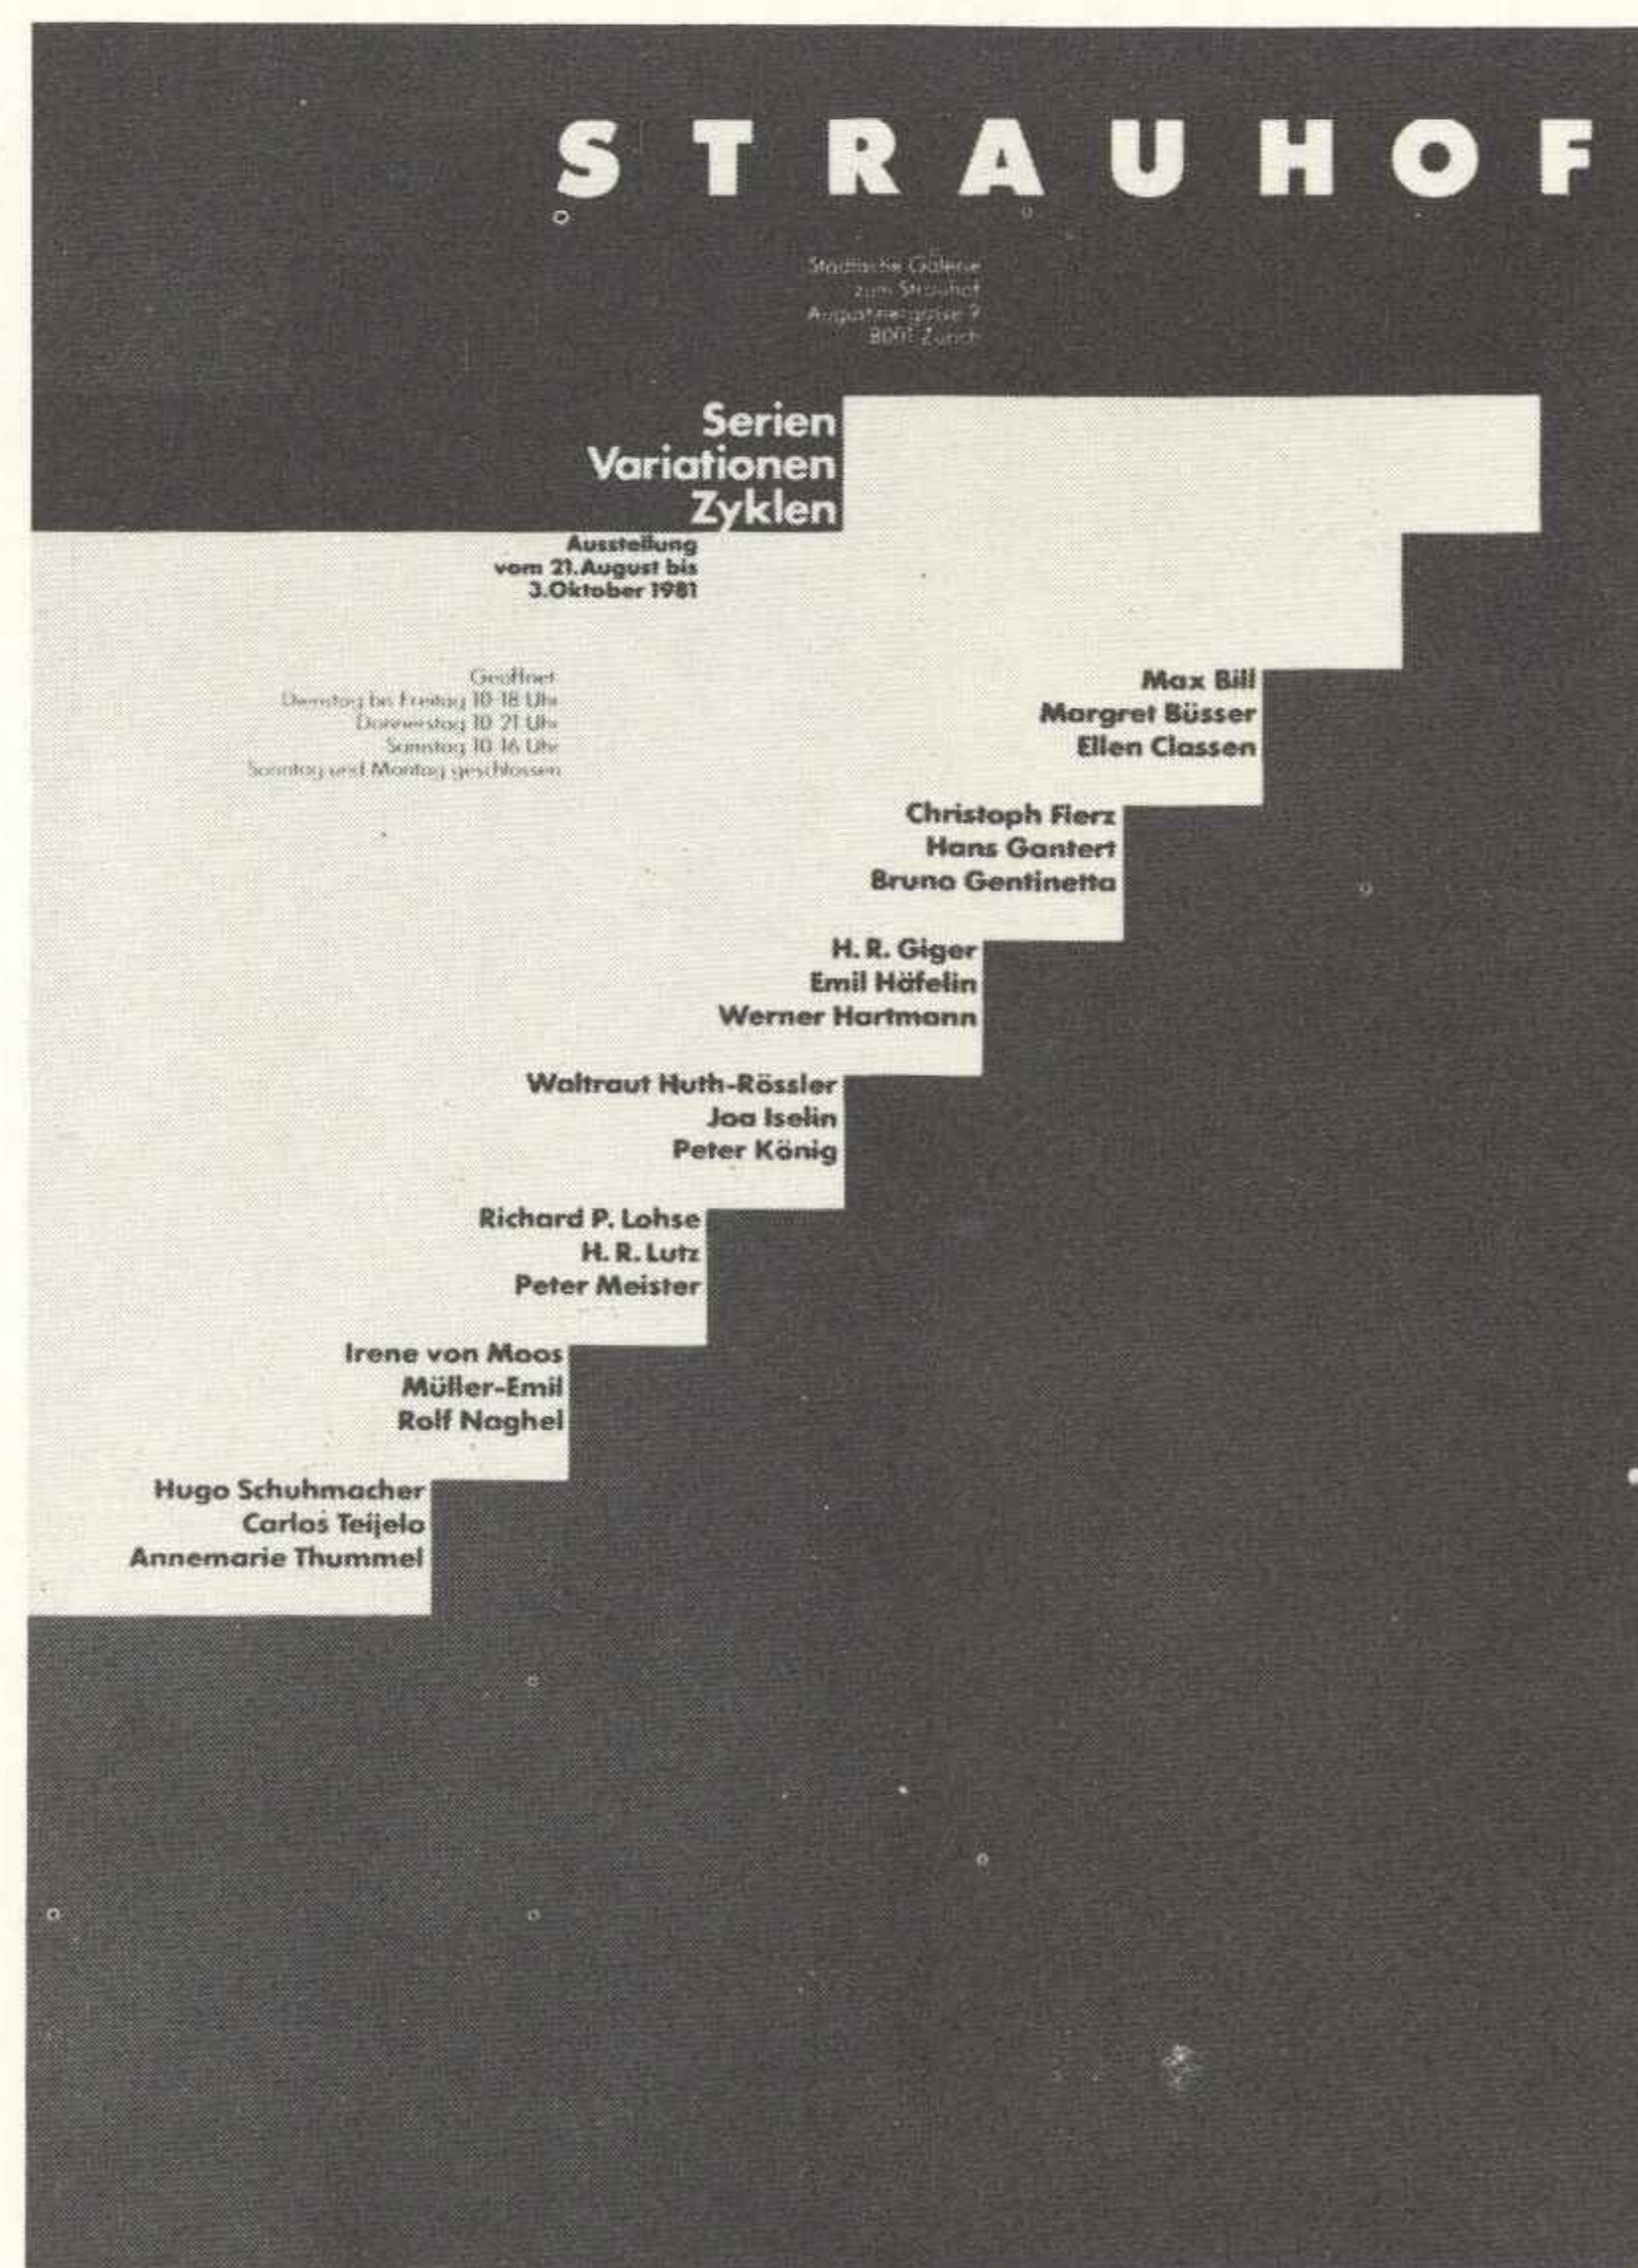 STRAUHOF
Städtische Galerie
zum Strauhof
Augustinergasse 9
8001 Zürich
Serien
Variationen
Zyklen
Ausstellung
vom 21. August bis
3. Oktober 1981
Geöffnet
Dienstag bis Freitag 10-18 Uhr
Donnerstag 10-21 Uhr
Samstag 10-16 Uhr
Sonntag und Montag geschlossen
Max Bill
Margret Büsser
Ellen Classen
Christoph Fierz
Hans Gantert
Bruno Gentinetta
H. R. Giger
Emil Häfelin
Werner Hartmann
Waltraut Huth-Rössler
Joa Iselin
Peter König
Richard P. Lohse
H. R. Lutz
Peter Meister
Irene von Moos
Müller-Emil
Rolf Naghel
Hugo Schuhmacher
Carlos Teijelo
Annemarie Thummel